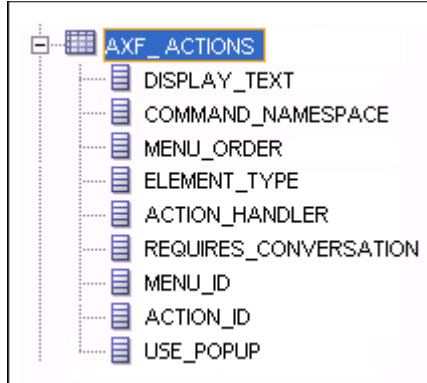 AXF_ACTIONS
DISPLAY_TEXT
COMMAND_NAMESPACE
MENU_ORDER
ELEMENT_TYPE
ACTION_HANDLER
REQUIRES_CONVERSATION
MENU_ID
ACTION_ID
USE_POPUP